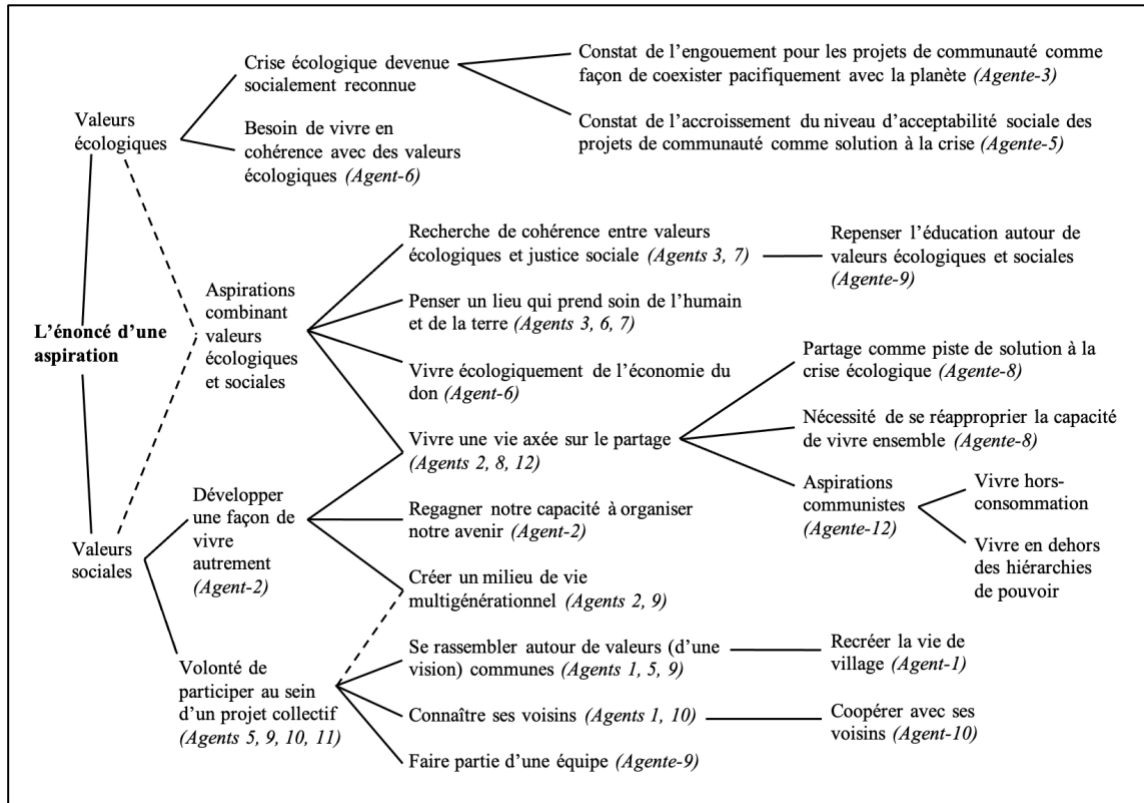 Crise écologique devenue
socialement reconnue
Constat de l'engouement pour les projets de communauté comme
façon de coexister pacifiquement avec la planète (Agente-3)
Valeurs
écologiques
Besoin de vivre en
cohérence avec des valeurs
écologiques (Agent-6)
Constat de l'accroissement du niveau d'acceptabilité sociale des
projets de communauté comme solution à la crise (Agente-5)
L'énoncé d'une
aspiration
Aspirations
combinant
valeurs
écologiques
et sociales
Recherche de cohérence entre valeurs
écologiques et justice sociale (Agents 3, 7)
Repenser l'éducation autour de
valeurs écologiques et sociales
(Agente-9)
Penser un lieu qui prend soin de l'humain
et de la terre (Agents 3, 6, 7)
Vivre écologiquement de l'économie du
don (Agent-6)
Vivre une vie axée sur le partage
(Agents 2, 8, 12)
Partage comme piste de solution à la
crise écologique (Agente-8)
Nécessité de se réapproprier la capacité
de vivre ensemble (Agente-8)
Aspirations
communistes
(Agente-12)
Vivre hors-
consommation
Vivre en dehors
des hiérarchies
de pouvoir
Valeurs
sociales
Développer
une façon de
vivre
autrement
(Agent-2)
Regagner notre capacité à organiser
notre avenir (Agent-2)
Créer un milieu de vie
multigénérationnel (Agents 2, 9)
Volonté de
participer au sein
d'un projet collectif
(Agents 5, 9, 10, 11)
Se rassembler autour de valeurs (d'une
vision) communes (Agents 1, 5, 9)
Recréer la vie de
village (Agent-1)
Connaître ses voisins (Agents 1, 10)
Coopérer avec ses
voisins (Agent-10)
Faire partie d'une équipe (Agente-9)